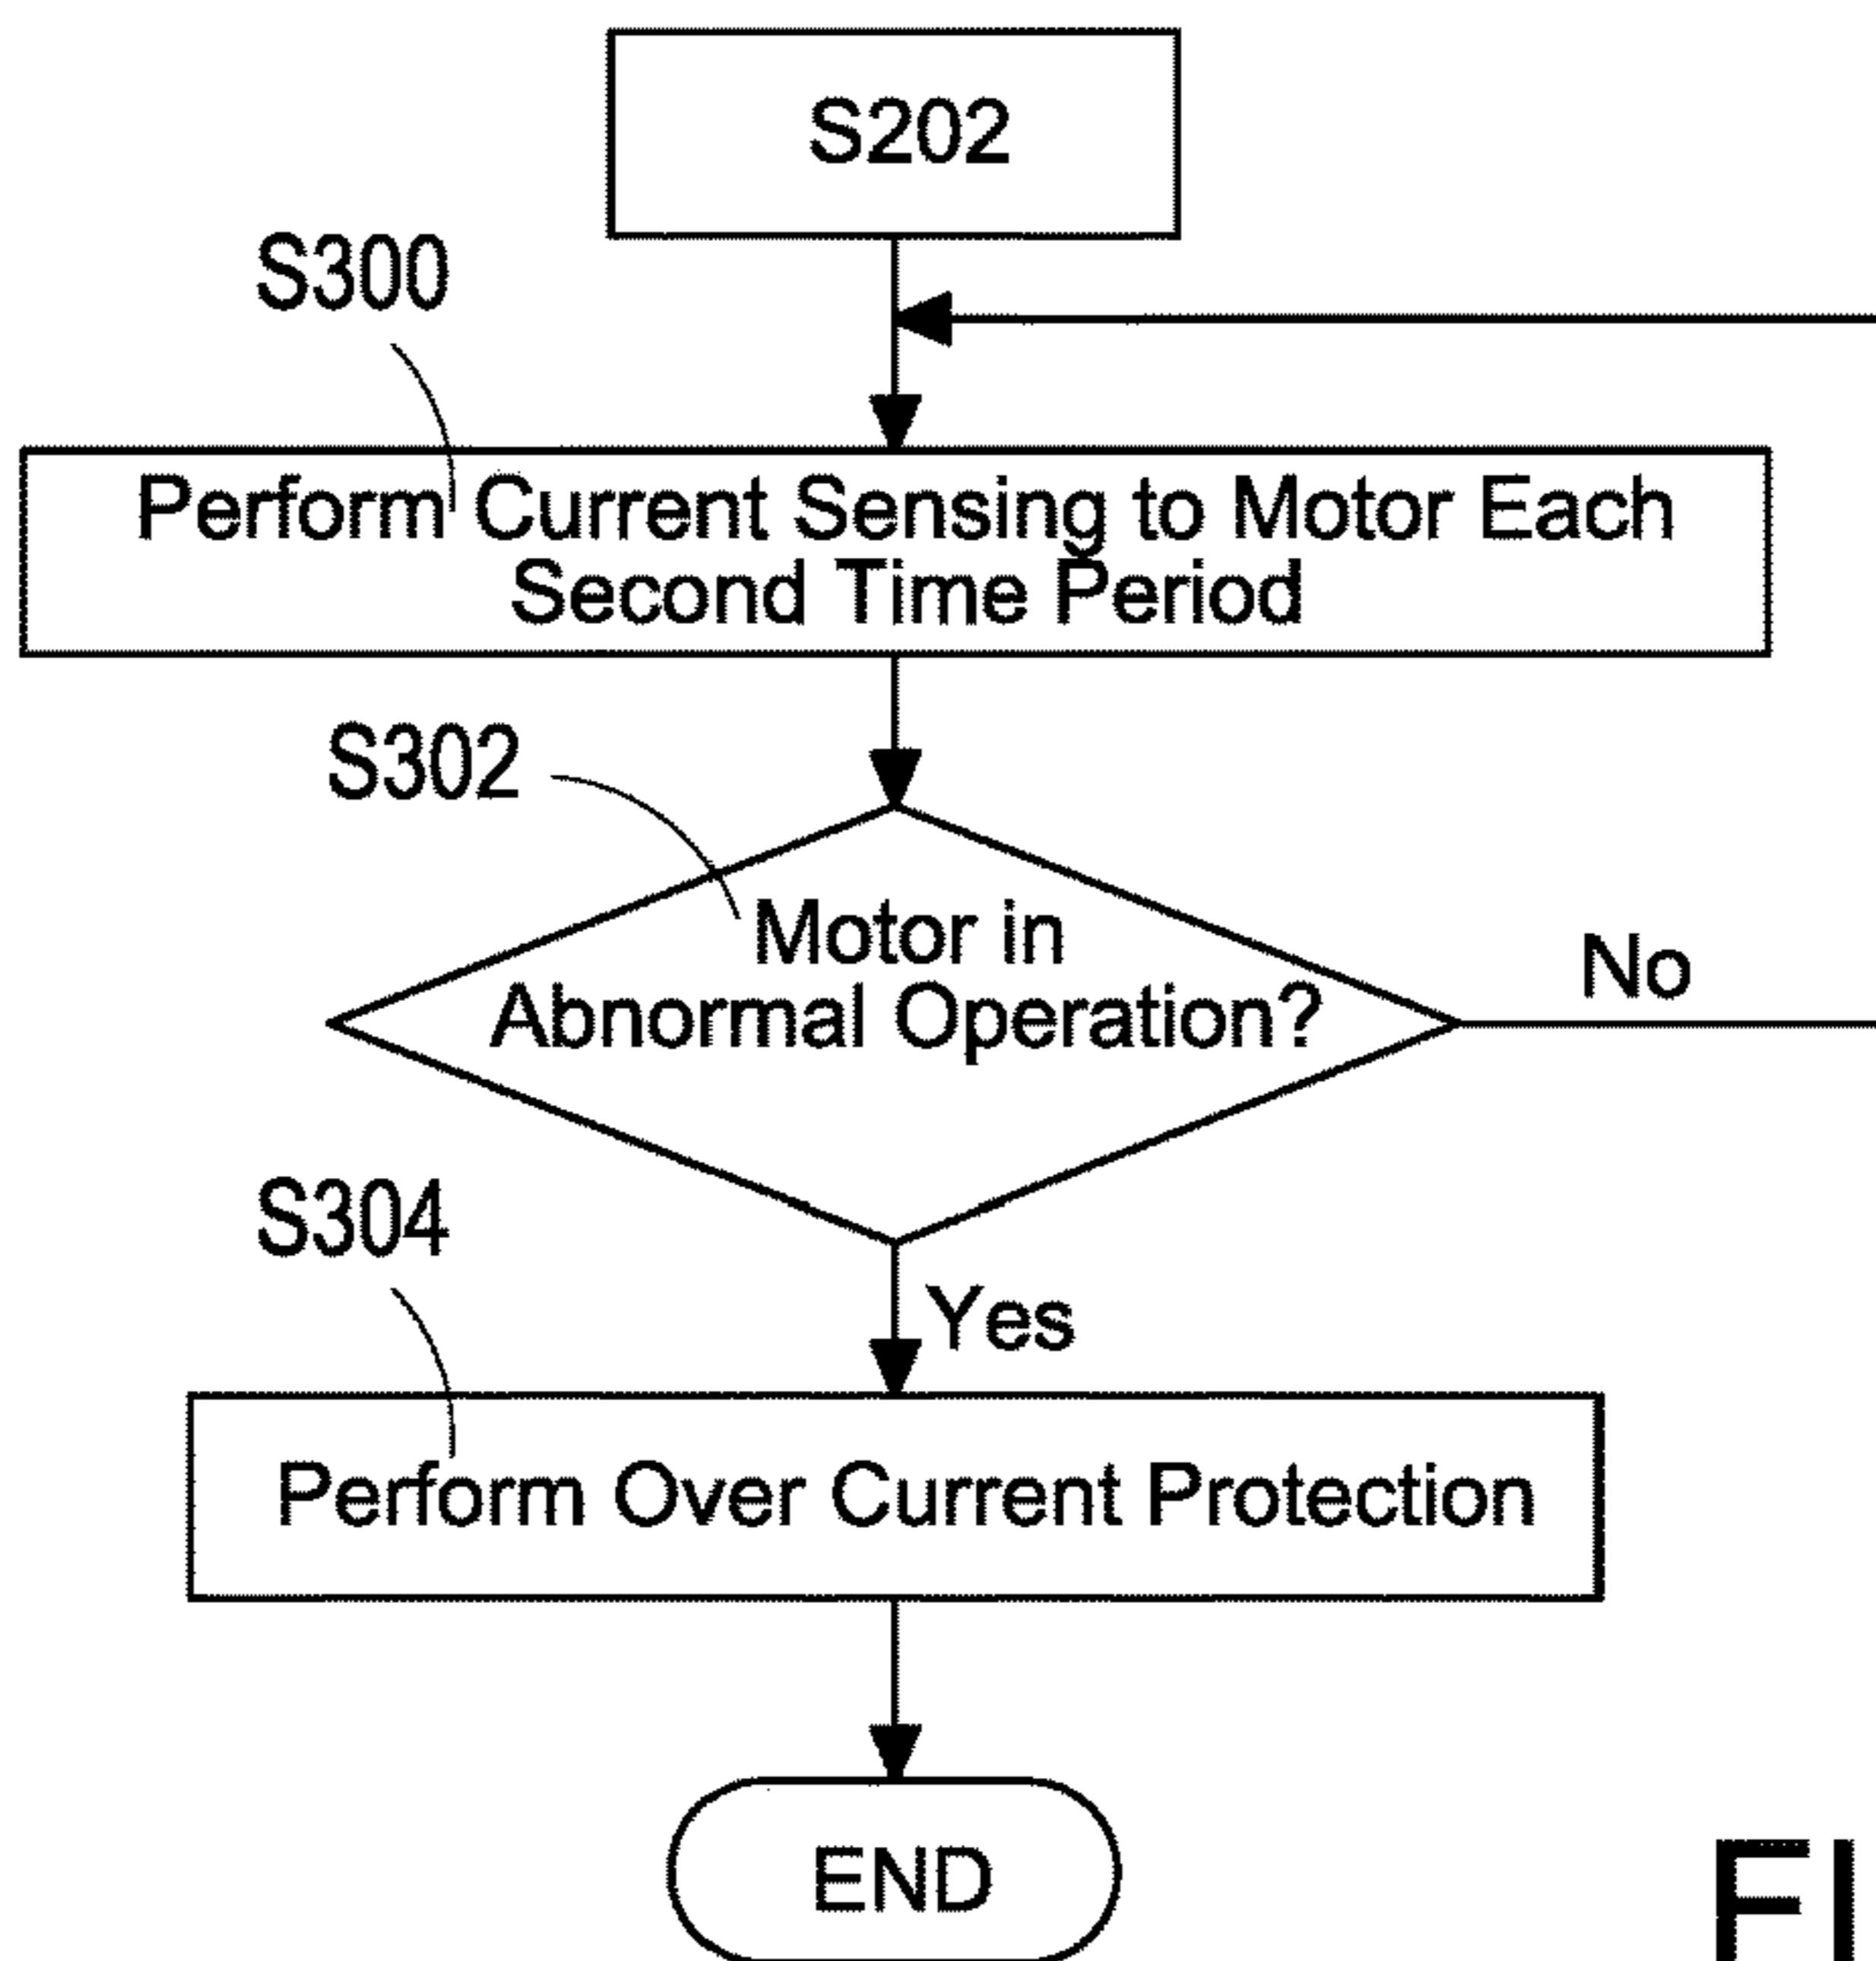 S202
S300
Perform Current Sensing to Motor Each
Second Time Period
S302
Motor in
Abnormal Operation?
No
S304
Yes
Perform Over Current Protection
END
FI